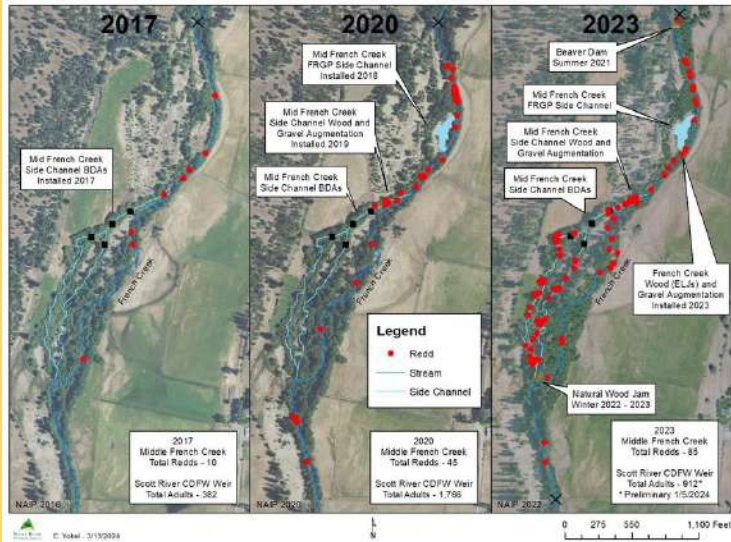 2017
Mid French Creek
Side Channel BDAs
Installed 2017
French Creek
2017
Middle French Creek
Total Redds - 10
Scott River CDFW Weir
Total Adults - 382
NAIP 2016
2020
Mid French Creek
FRGP Side Channel
Installed 2018
Mid French Creek
Side Channel Wood and
Gravel Augmentation
Installed 2019
Mid French Creek
Side Channel BDAs
French Creek
Legend
Redd
Stream
Side Channel
2020
Middle French Creek
Total Redds - 45
Scott River CDFW Weir
Total Adults - 1,766
NAIP 2020
2023
Beaver Dam
Summer 2021
Mid French Creek
FRGP Side Channel
Mid French Creek
Side Channel Wood and
Gravel Augmentation
Mid French Creek
Side Channel BDAs
French Creek
French Creek
Wood (ELJs) and
Gravel Augmentation
Installed 2023
Natural Wood Jam
Winter 2022 - 2023
2023
Middle French Creek
Total Redds - 85
Scott River CDFW Weir
Total Adults - 912*
* Preliminary 1/5/2024
NAIP 2022
E. Yokel - 3/13/2024
N
0 275 550 1,100 Feet